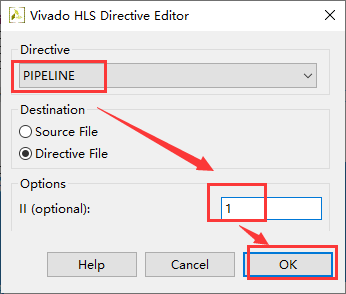 Vivado HLS Directive Editor
Directive
PIPELINE
Destination
Source File
Directive File
Options
II (optional): 1
Help Cancel OK